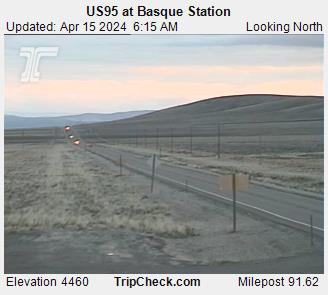 US95 at Basque Station
Updated: Apr 15 2024 6:15 AM Looking North
Elevation 4460 TripCheck.com Milepost 91.62